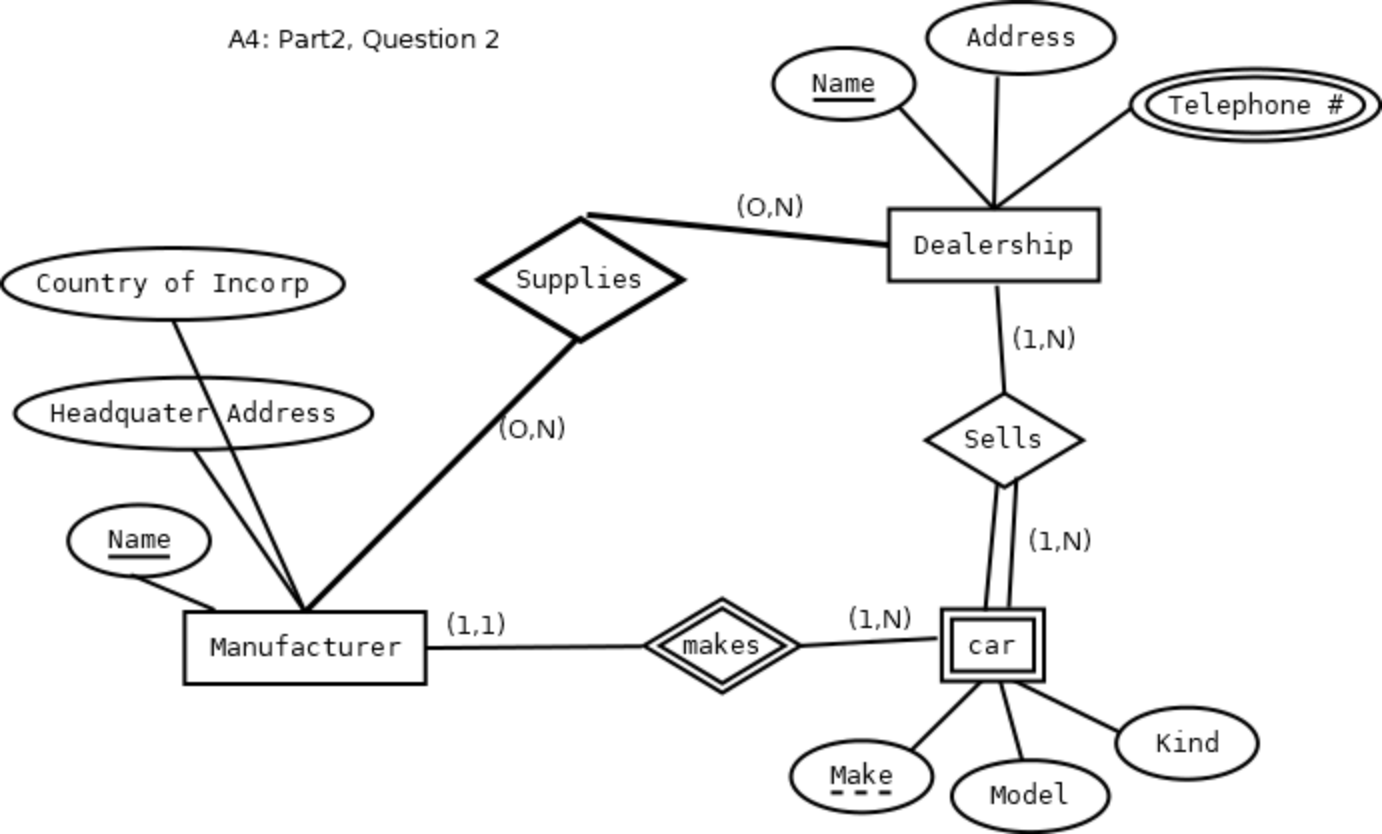 A4: Part2, Question 2
Address
Name
Telephone #
(O,N)
Dealership
Supplies
Country of Incorp
(1,N)
Headquater Address
(O,N)
Sells
Name
(1,N)
(1,1)
(1,N)
Manufacturer
makes
car
Kind
Make
Model